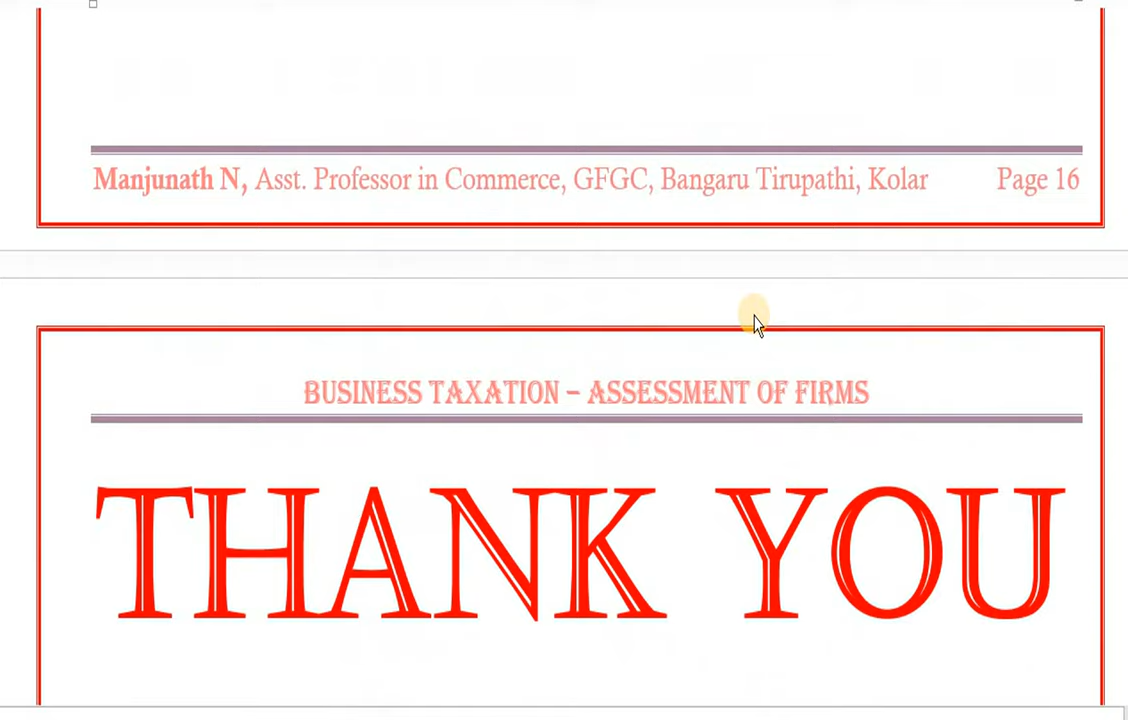 Manjunath N, Asst. Professor in Commerce, GFGC, Bangaru Tirupathi, Kolar Page 16
BUSINESS TAXATION – ASSESSMENT OF FIRMS
THANK YOU